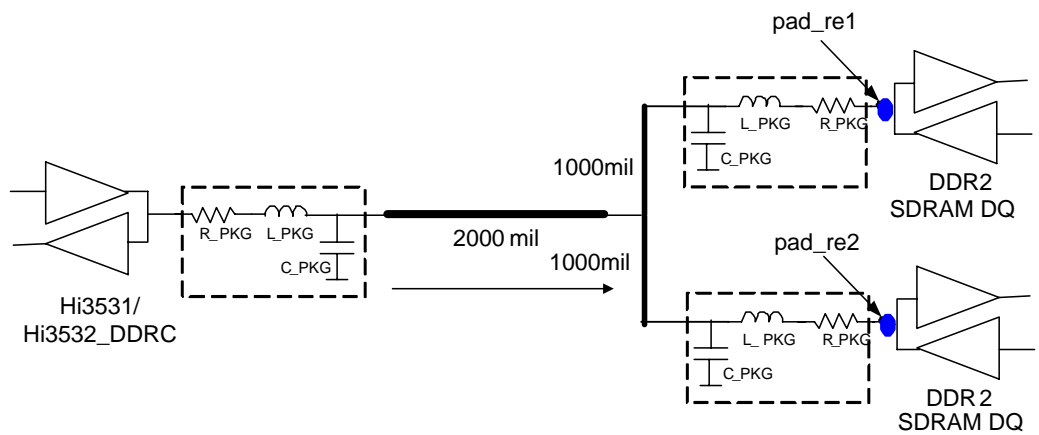 pad_re1
L_PKG
R_PKG
C_PKG
DDR2
SDRAM DQ
1000mil
R_PKG
L_PKG
C_PKG
2000 mil
1000mil
Hi3531/
Hi3532_DDRC
pad_re2
L_ PKG
R_PKG
C_PKG
DDR 2
SDRAM DQ